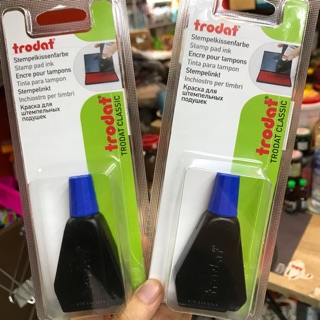 trodat®
Stempelkissenfarbe
Stamp pad ink
Encre pour tampons
Tinta para tampon
Stempelinkt
Inchiostro per timbri
Краска для
штемпельных
подушек
trodat®
TRODAT CLASSIC
trodat
trodat®
Stempelkissenfarbe
Stamp pad ink
Encre pour tampons
Tinta para tampon
Stempelinkt
Inchiostro per timbri
Краска для
штемпельных
подушек
trodat®
TRODAT CLASSIC
trodat